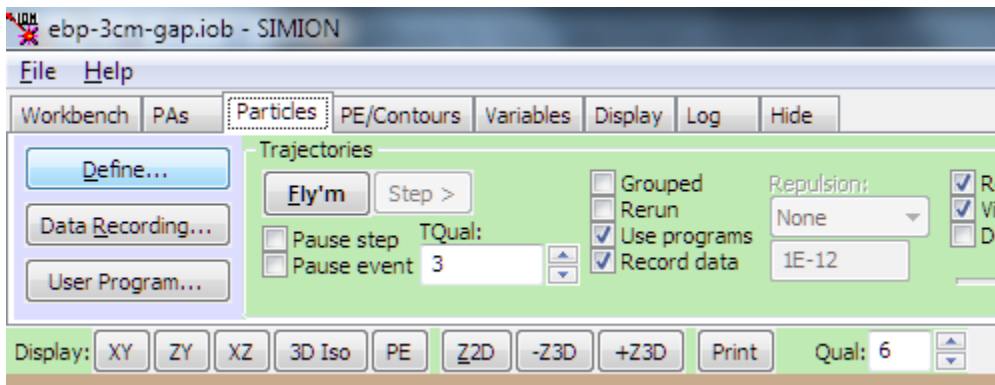 ebp-3cm-gap.iob - SIMION
File Help
Workbench PAs Particles PE/Contours Variables Display Log Hide
Define...
Data Recording...
User Program...
Trajectories
Fly'm Step >
Pause step
Pause event
TQual:
3
Grouped
Rerun
Use programs
Record data
Repulsion:
None
1E-12
R
Vi
D
Display: XY ZY XZ 3D Iso PE Z2D -Z3D +Z3D Print Qual: 6